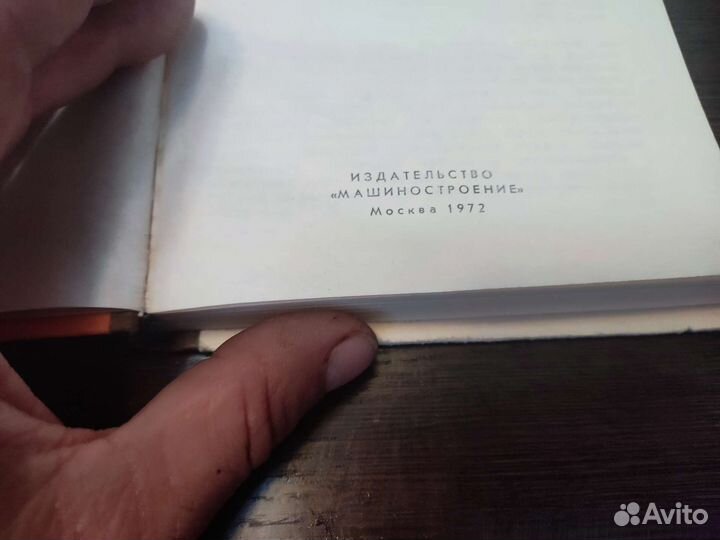 ИЗДАТЕЛЬСТВО
«МАШИНОСТРОЕНИЕ»
Москва 1972
Avito